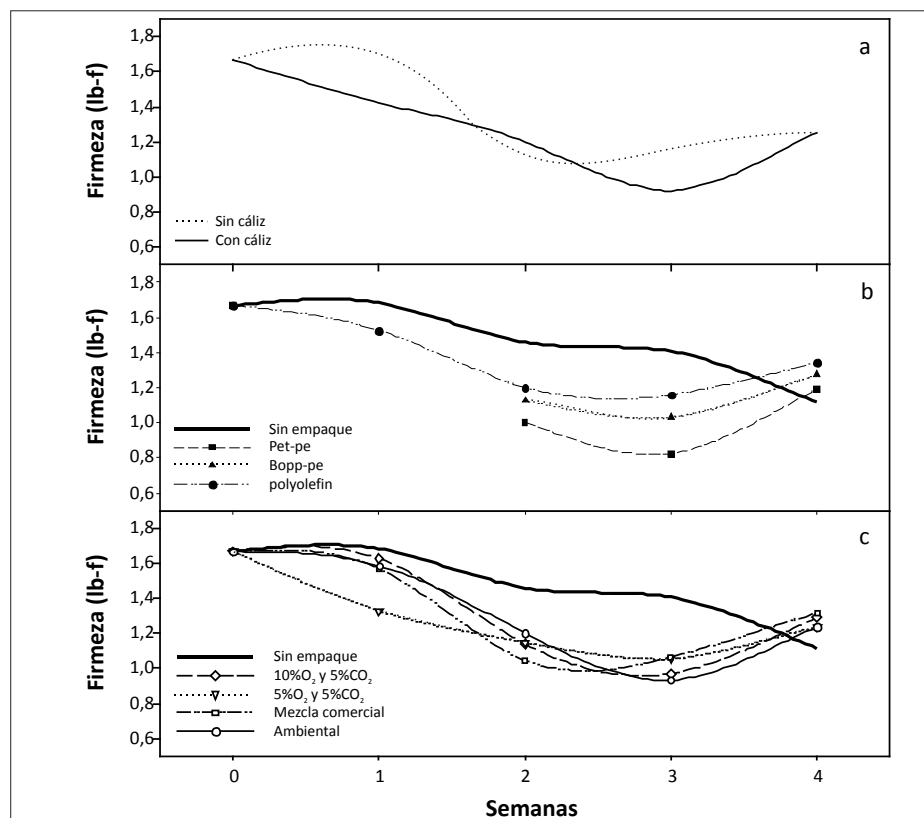 Firmeza (lb-f)
1,8
1,6
1,4
1,2
1,0
0,8
0,6
a
Sin cáliz
Con cáliz
Firmeza (lb-f)
1,8
1,6
1,4
1,2
1,0
0,8
0,6
b
Sin empaque
Pet-pe
Bopp-pe
polyolefin
Firmeza (lb-f)
1,8
1,6
1,4
1,2
1,0
0,8
0,6
c
Sin empaque
10%O₂ y 5%CO₂
5%O₂ y 5%CO₂
Mezcla comercial
Ambiental
0 1 2 3 4
Semanas